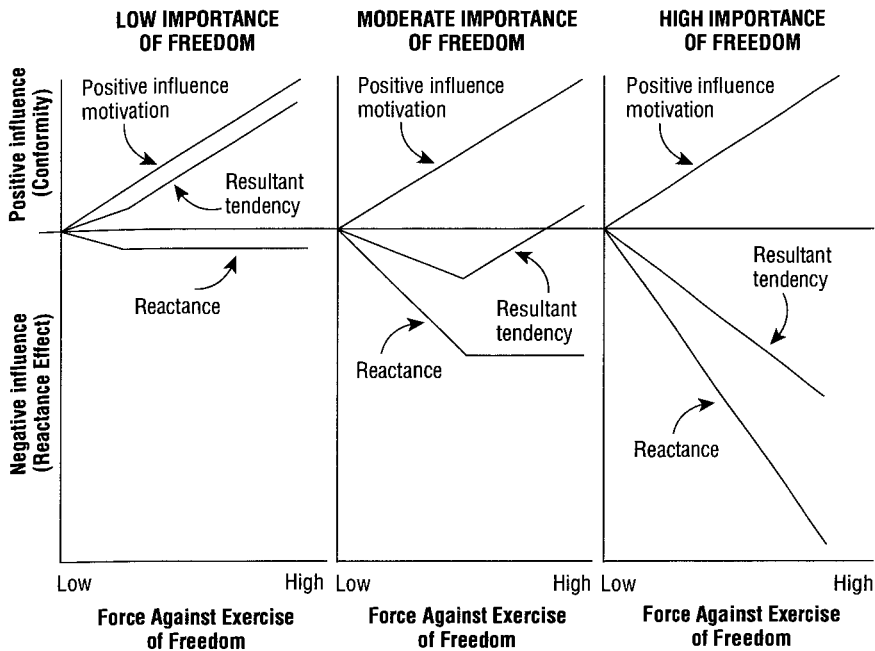 LOW IMPORTANCE
OF FREEDOM
MODERATE IMPORTANCE
OF FREEDOM
HIGH IMPORTANCE
OF FREEDOM
Positive influence
(Conformity)
Negative influence
(Reactance Effect)
Positive influence
motivation
Resultant
tendency
Reactance
Positive influence
motivation
Resultant
tendency
Reactance
Positive influence
motivation
Resultant
tendency
Reactance
Low
High
Low
High
Low
High
Force Against Exercise
of Freedom
Force Against Exercise
of Freedom
Force Against Exercise
of Freedom